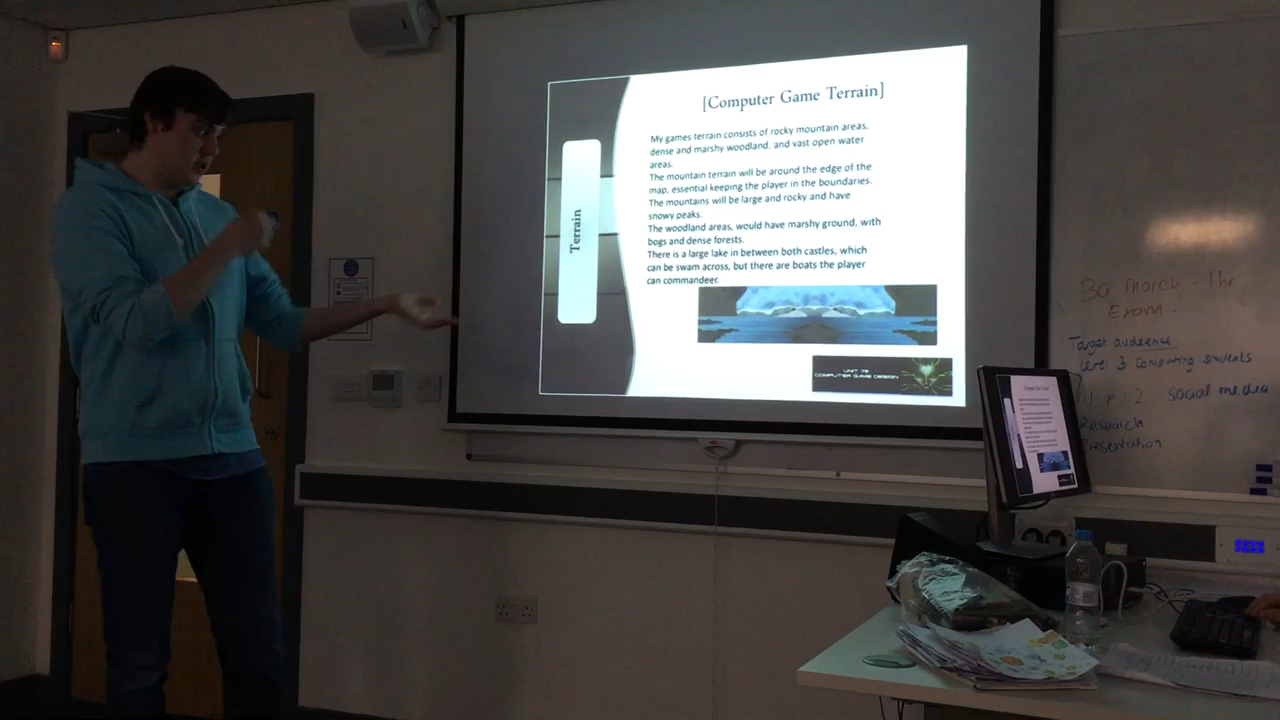 [Computer Game Terrain]
My games terrain consists of rocky mountain areas,
dense and marshy woodland, and vast open water
areas.
The mountain terrain will be around the edge of the
map, essential keeping the player in the boundaries.
The mountains will be large and rocky and have
snowy peaks.
The woodland areas, would have marshy ground, with
bogs and dense forests.
There is a large lake in between both castles, which
can be swam across, but there are boats the player
can commandeer.
Terrain
UNIT 78
COMPUTER GAME DESIGN
March - 1hr
Exam.
Target audience
Level 3 Computing students
2 social media
Research
Presentation